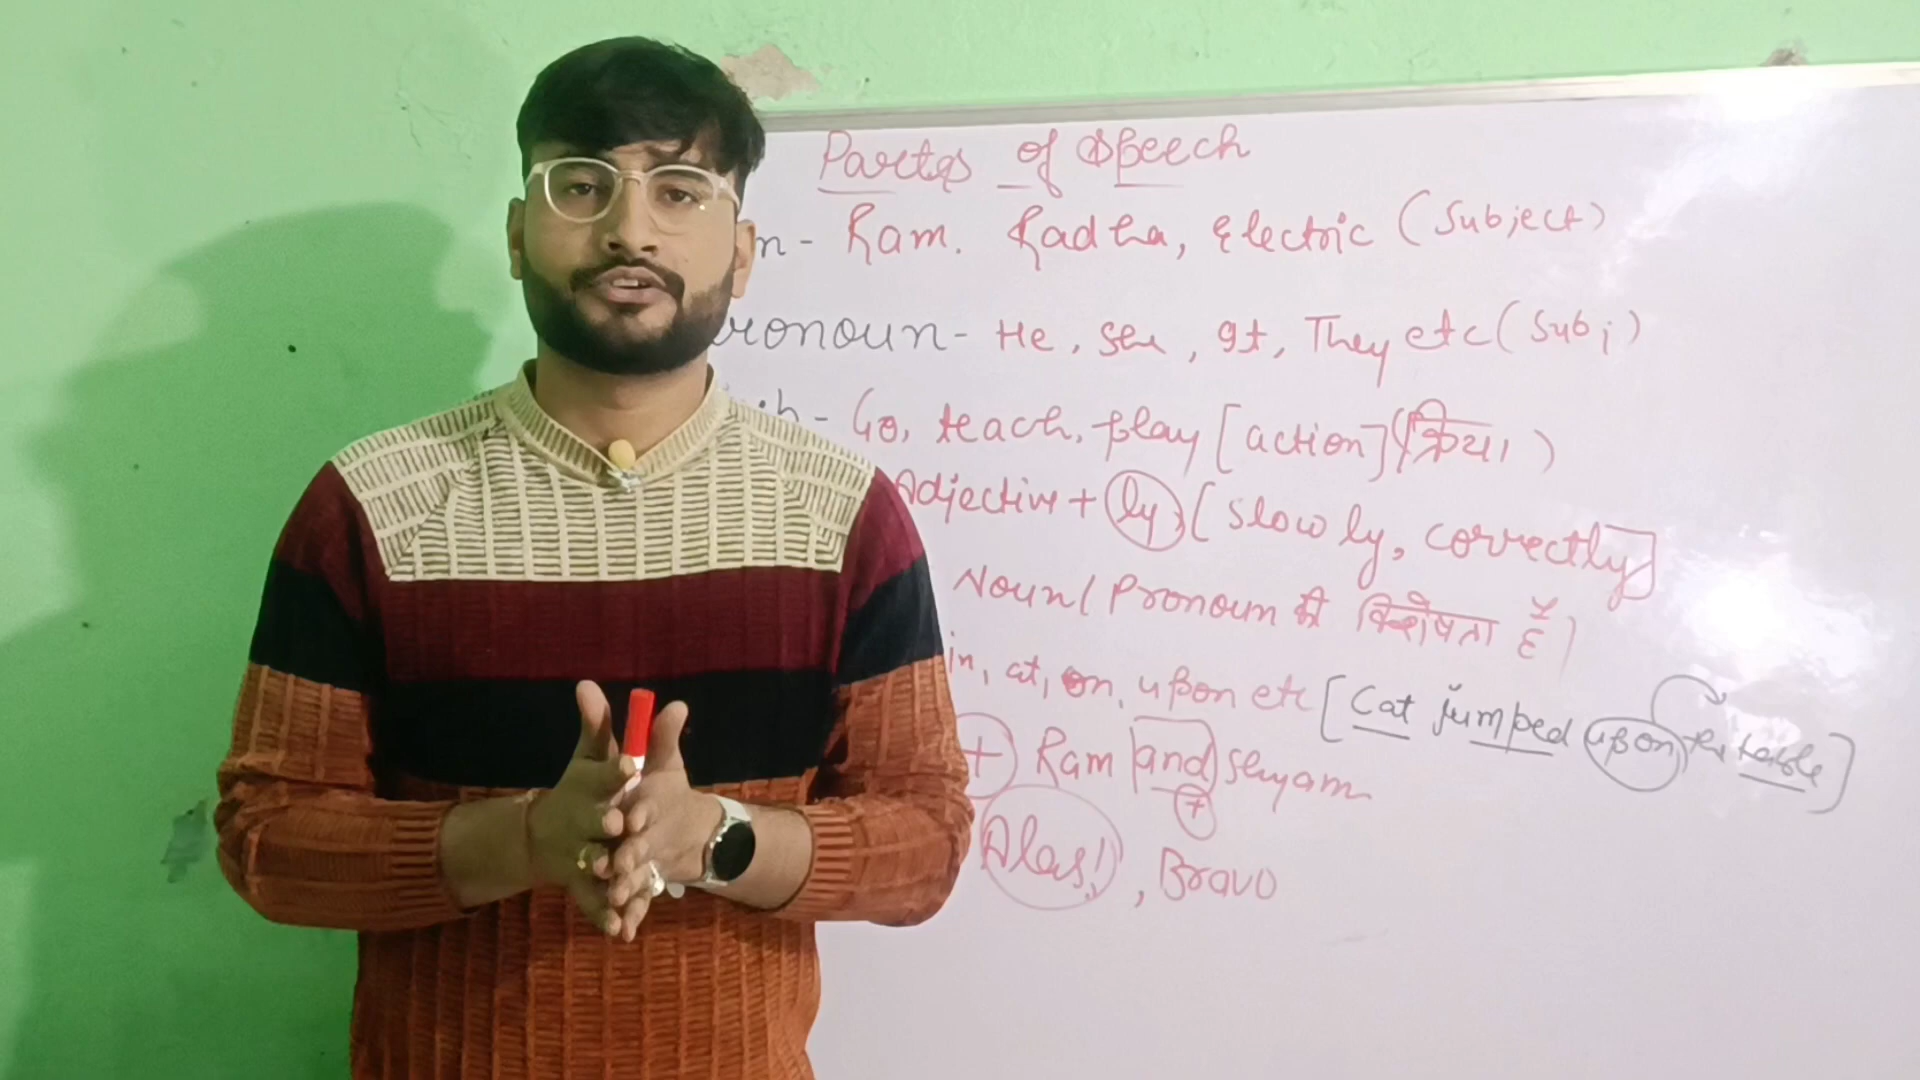 Partqs of Speech
n - Ram. Radha, Electric (Subject)
ronoun - He, She, It, They etc (Subj)
- Go, teach, play [action] (क्रिया)
Adjective + ly [slowly, correctly]
Noun / Pronoun की विशेषता है
in, at, on, upon etc [Cat jumped upon the table]
+ Ram and Shyam
+
Alas!, Bravo